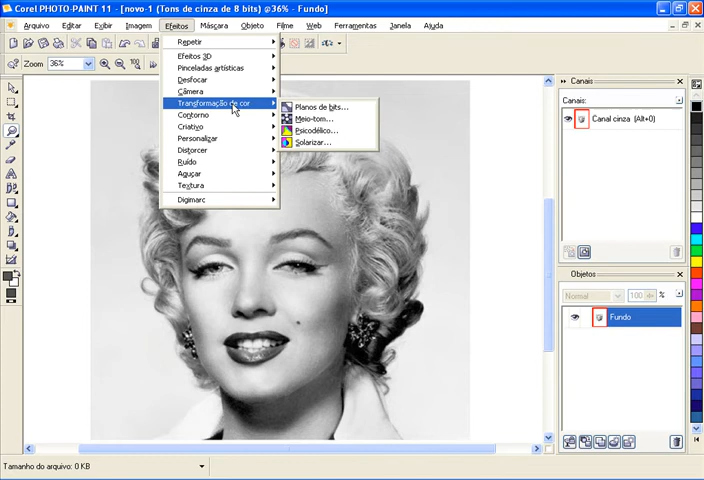 Corel PHOTO-PAINT 11 - [novo-1 (Tons de cinza de 8 bits) @36% - Fundo]
Arquivo Editar Exibir Imagem Efeitos Máscara Objeto Filme Web Ferramentas Janela Ajuda
Zoom 36% 100
Repetir
Efeitos 3D
Pinceladas artísticas
Desfocar
Câmera
Transformação de cor
Contorno
Criativo
Personalizar
Distorcer
Ruído
Aguçar
Textura
Digimarc
Planos de bits...
Meio-tom...
Psicodélico...
Solarizar...
Canais
Canais:
Canal cinza (Alt+0)
Objetos
Normal 100 %
Fundo
Tamanho do arquivo: 0 KB